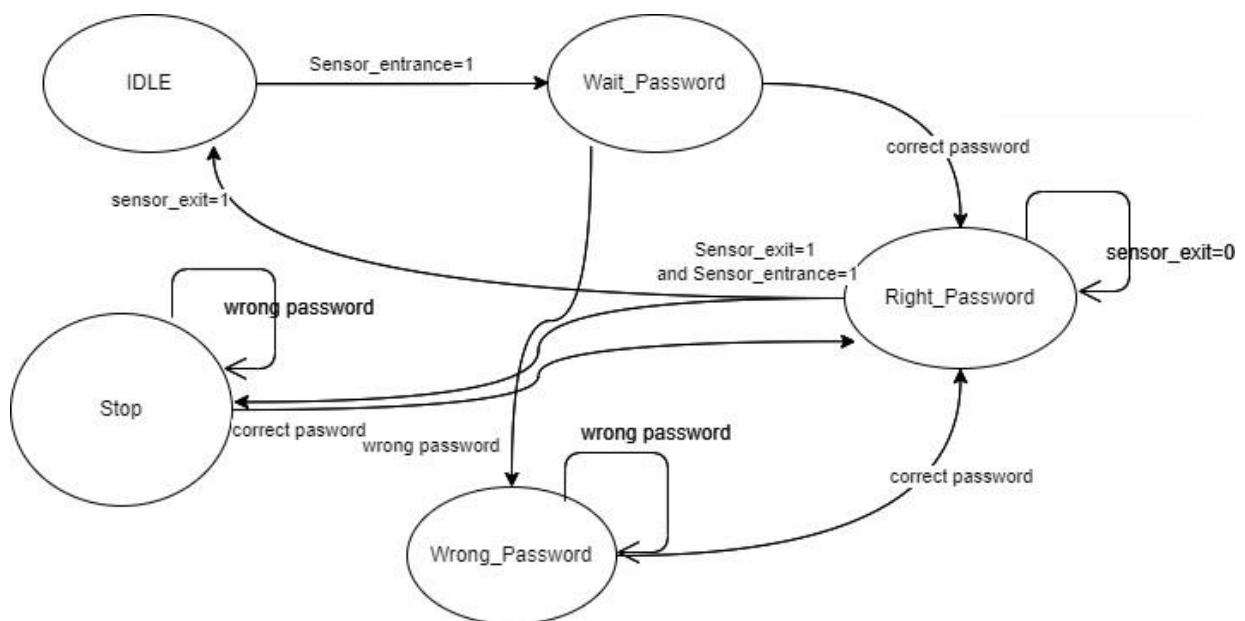 IDLE
Sensor_entrance=1
Wait_Password
correct password
sensor_exit=1
Sensor_exit=1
and Sensor_entrance=1
sensor_exit=0
Right_Password
wrong password
Stop
correct pasword
wrong password
wrong password
correct password
Wrong_Password